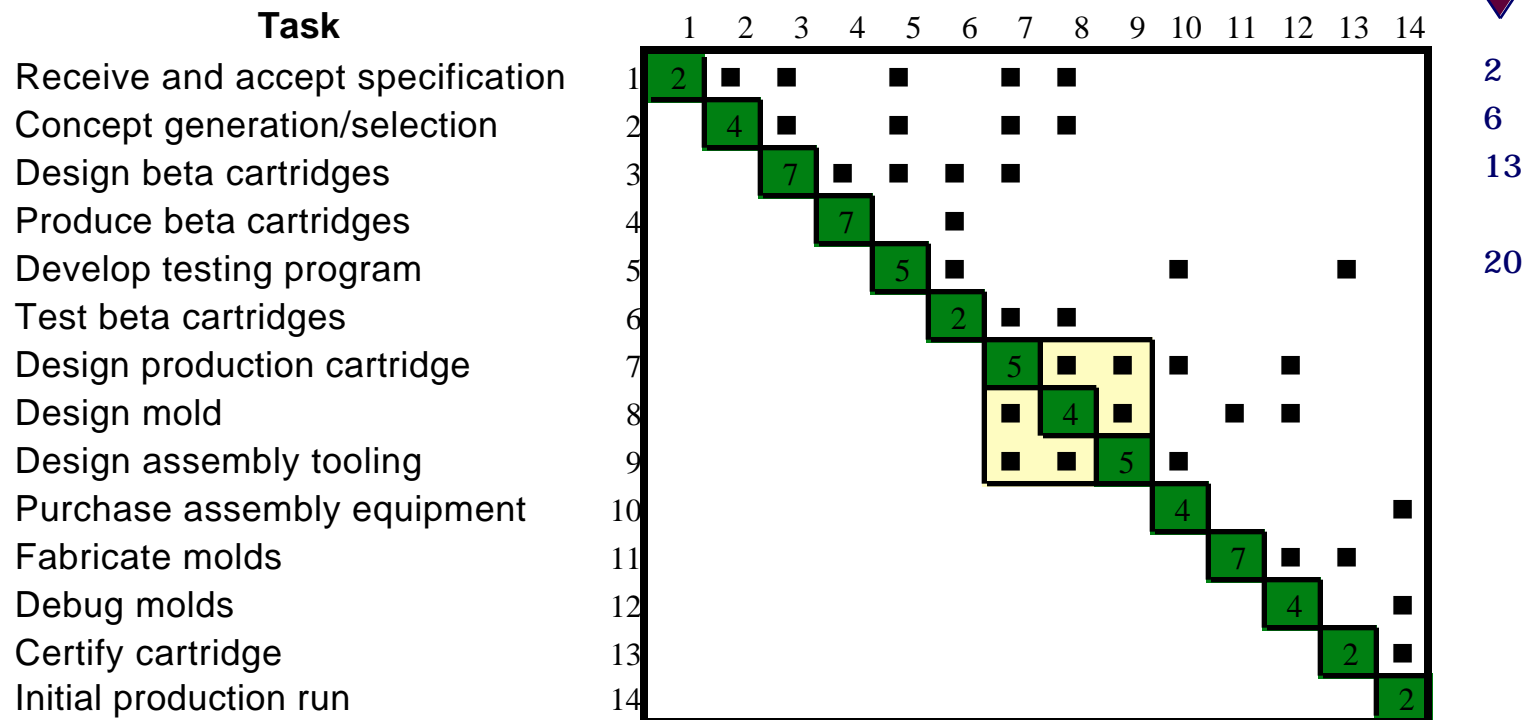 Task 1 2 3 4 5 6 7 8 9 10 11 12 13 14
Receive and accept specification 1 2 2
Concept generation/selection 2 4 6
Design beta cartridges 3 7 13
Produce beta cartridges 4 7
Develop testing program 5 5 20
Test beta cartridges 6 2
Design production cartridge 7 5
Design mold 8 4
Design assembly tooling 9 5
Purchase assembly equipment 10 4
Fabricate molds 11 7
Debug molds 12 4
Certify cartridge 13 2
Initial production run 14 2